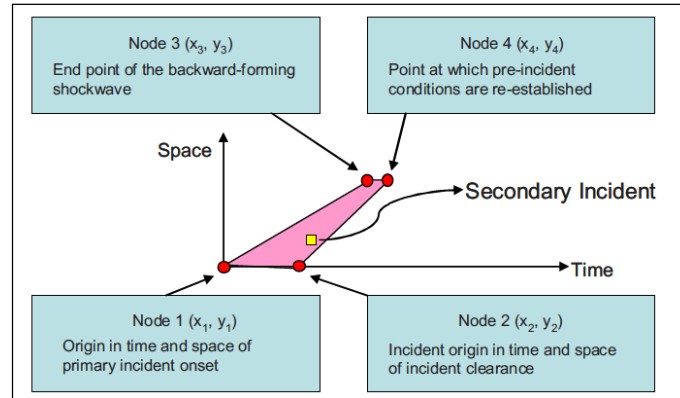 Node 3 (x3, y3)
End point of the backward-forming
shockwave
Node 4 (x4, y4)
Point at which pre-incident
conditions are re-established
Space
Secondary Incident
Time
Node 1 (x1, y1)
Origin in time and space of
primary incident onset
Node 2 (x2, y2)
Incident origin in time and space
of incident clearance